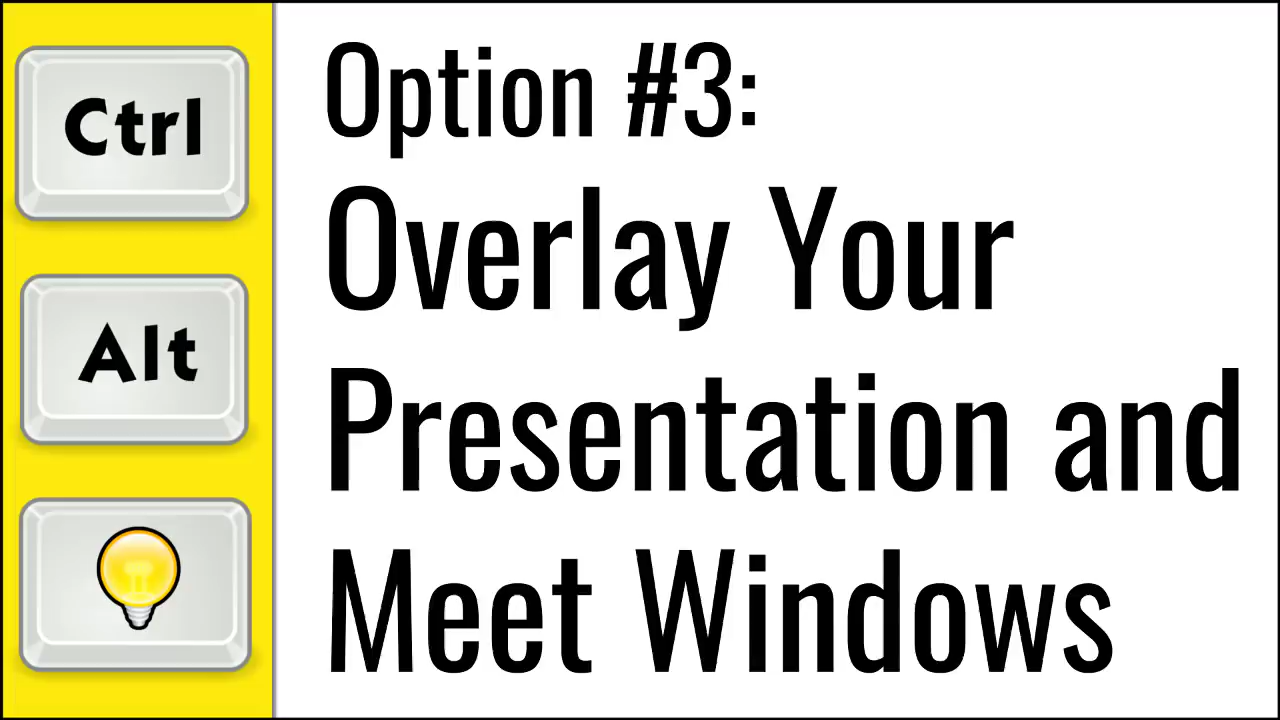 Ctrl
Alt
Option #3:
Overlay Your
Presentation and
Meet Windows